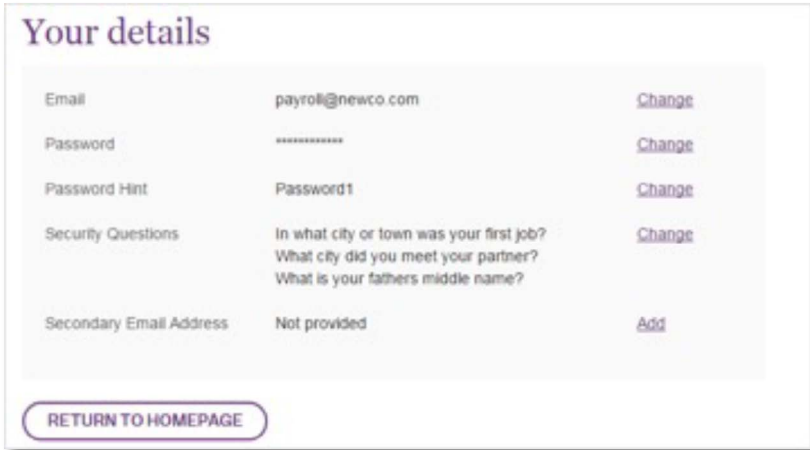 Your details
Email payroll@newco.com Change
Password ************ Change
Password Hint Password1 Change
Security Questions In what city or town was your first job? Change
What city did you meet your partner?
What is your fathers middle name?
Secondary Email Address Not provided Add
RETURN TO HOMEPAGE